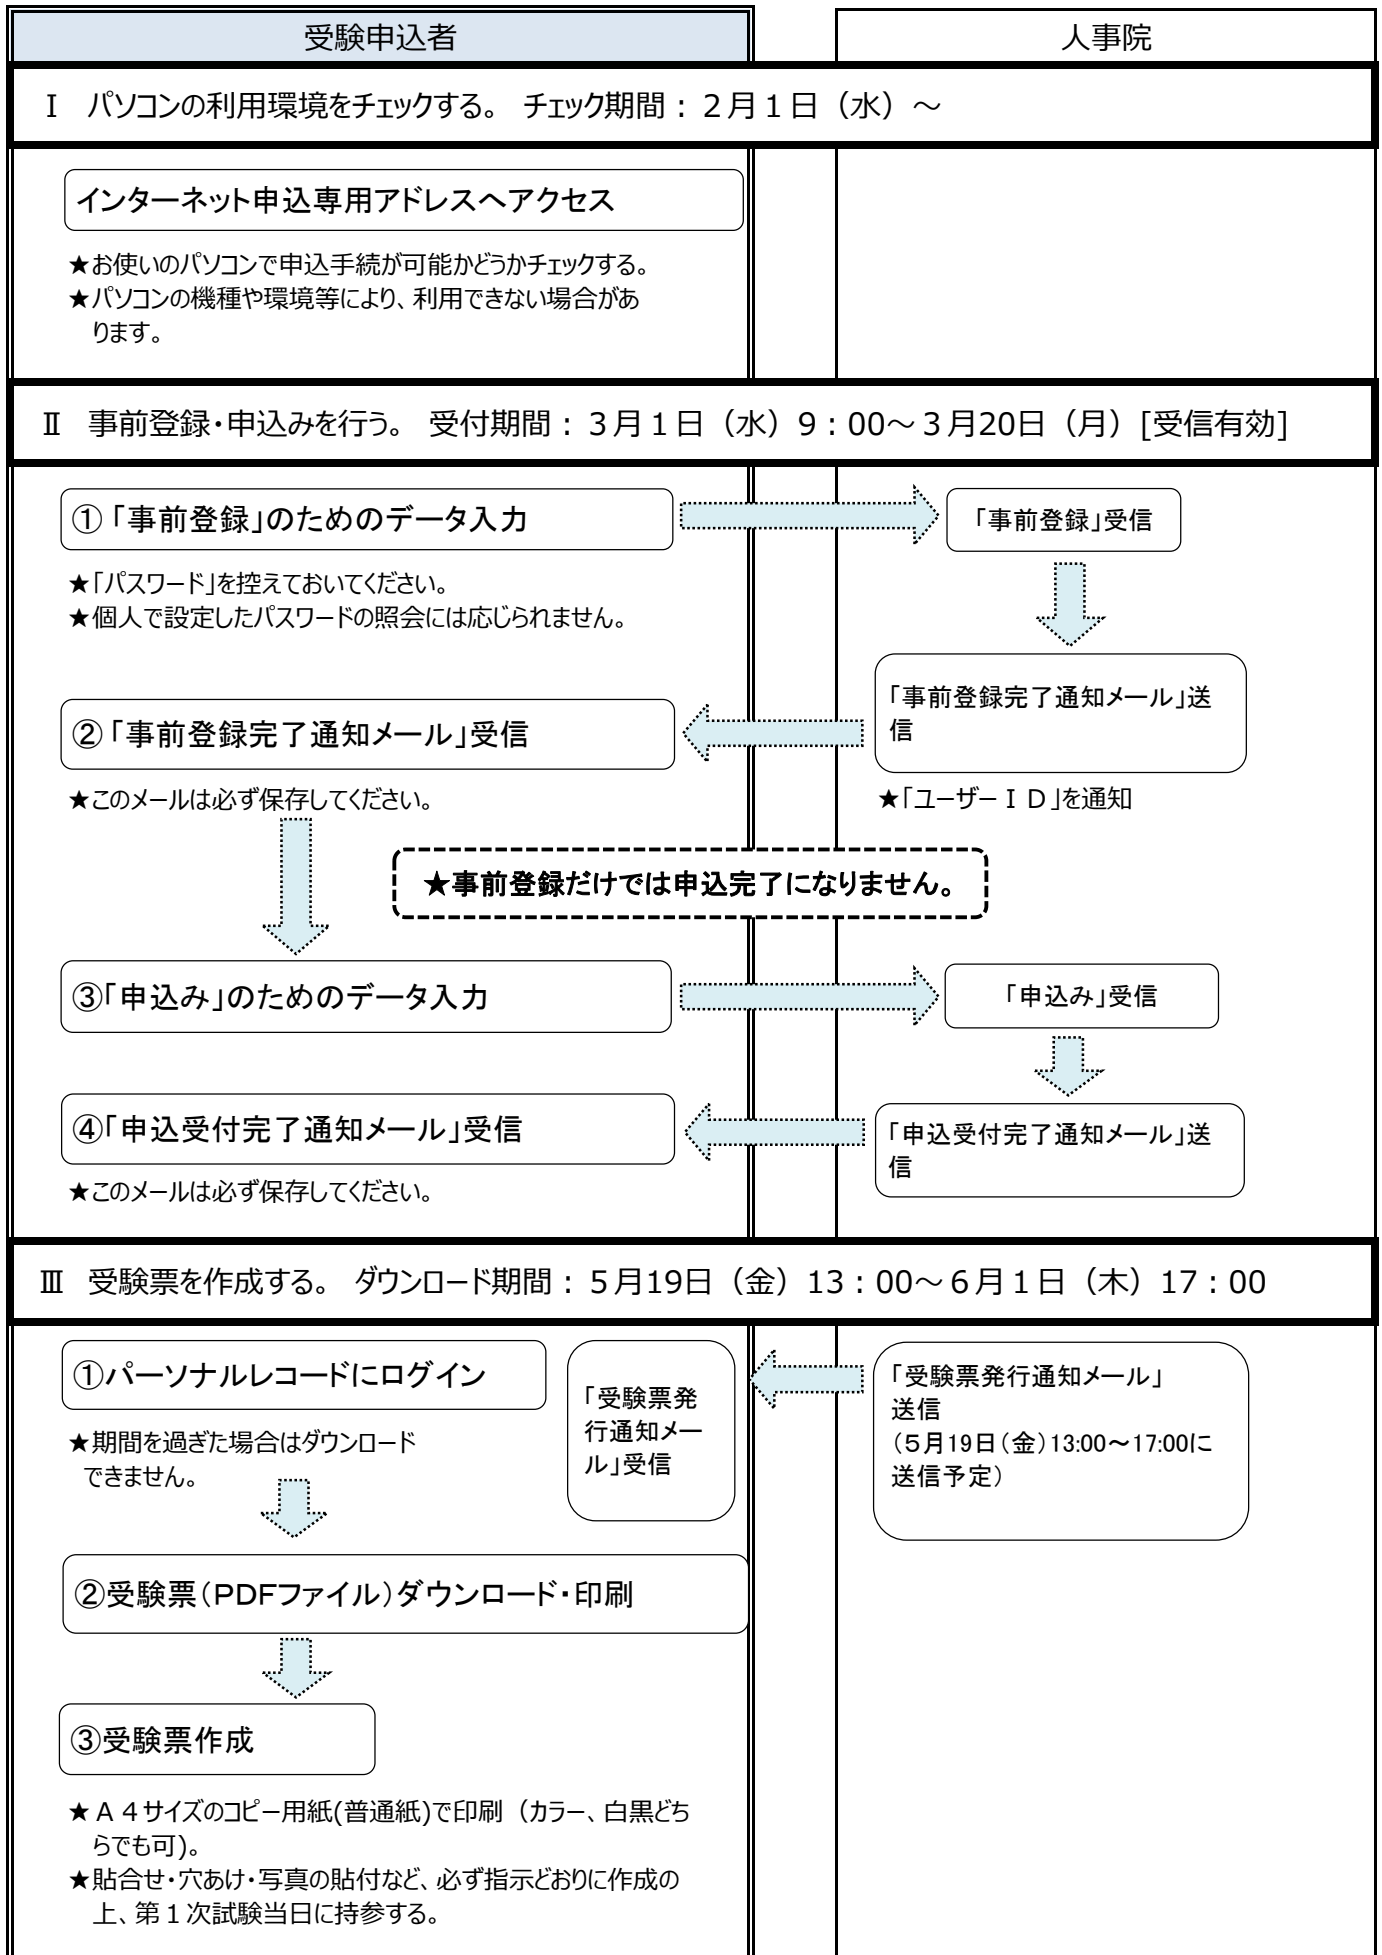 受験申込者
人事院
Ⅰ　パソコンの利用環境をチェックする。 チェック期間：２月１日（水）～
インターネット申込専用アドレスへアクセス
★お使いのパソコンで申込手続が可能かどうかチェックする。
★パソコンの機種や環境等により、利用できない場合があ
ります。
Ⅱ　事前登録・申込みを行う。 受付期間：３月１日（水）9：00～３月20日（月）[受信有効]
①「事前登録」のためのデータ入力
「事前登録」受信
★「パスワード」を控えておいてください。
★個人で設定したパスワードの照会には応じられません。
「事前登録完了通知メール」送
信
②「事前登録完了通知メール」受信
★このメールは必ず保存してください。
★「ユーザーＩＤ」を通知
★事前登録だけでは申込完了になりません。
③「申込み」のためのデータ入力
「申込み」受信
④「申込受付完了通知メール」受信
「申込受付完了通知メール」送
信
★このメールは必ず保存してください。
Ⅲ　受験票を作成する。 ダウンロード期間：５月19日（金）13：00～６月１日（木）17：00
①パーソナルレコードにログイン
★期間を過ぎた場合はダウンロード
できません。
「受験票発
行通知メー
ル」受信
「受験票発行通知メール」
送信
（５月19日（金）13:00～17:00に
送信予定）
②受験票（PDFファイル）ダウンロード・印刷
③受験票作成
★Ａ４サイズのコピー用紙(普通紙)で印刷（カラー、白黒どち
らでも可)。
★貼合せ・穴あけ・写真の貼付など、必ず指示どおりに作成の
上、第１次試験当日に持参する。